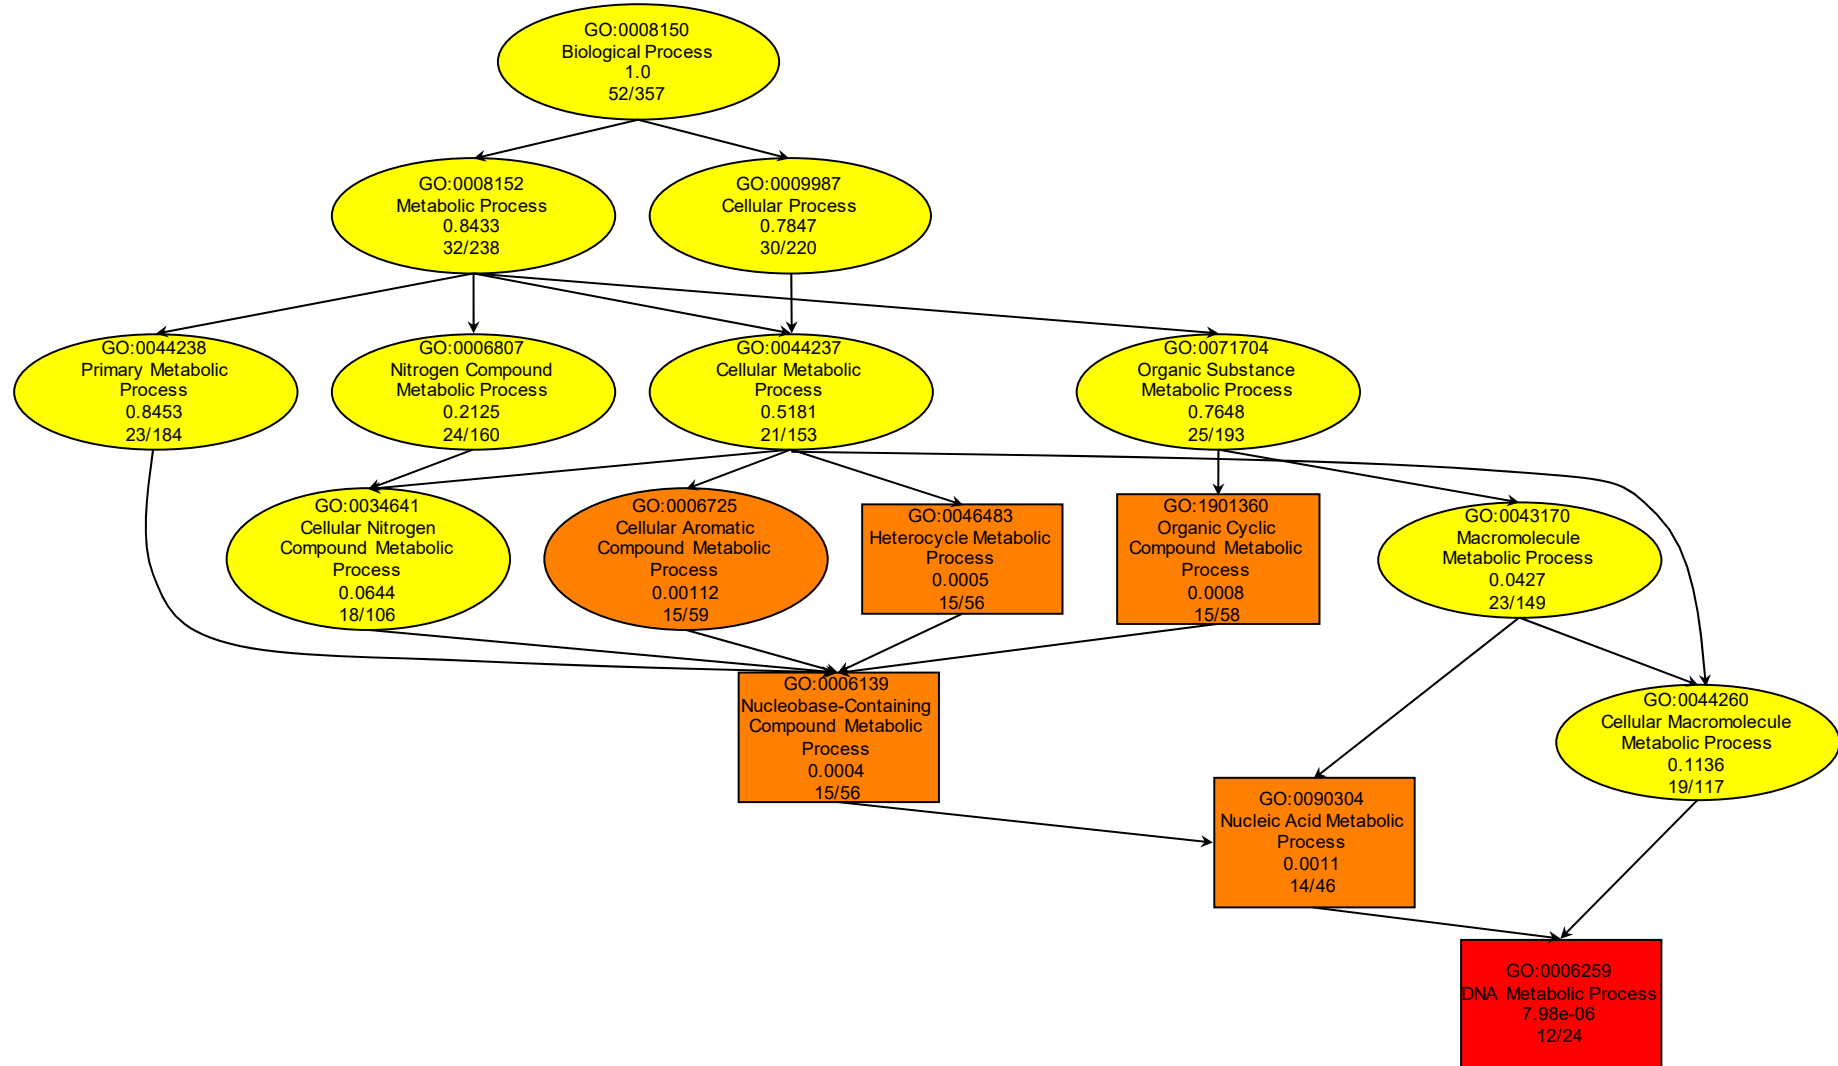 GO:0008150
Biological Process
1.0
52/357
GO:0008152
Metabolic Process
0.8433
32/238
GO:0009987
Cellular Process
0.7847
30/220
GO:0044238
Primary Metabolic
Process
0.8453
23/184
GO:0006807
Nitrogen Compound
Metabolic Process
0.2125
24/160
GO:0044237
Cellular Metabolic
Process
0.5181
21/153
GO:0071704
Organic Substance
Metabolic Process
0.7648
25/193
GO:0034641
Cellular Nitrogen
Compound Metabolic
Process
0.0644
18/106
GO:0006725
Cellular Aromatic
Compound Metabolic
Process
0.00112
15/59
GO:0046483
Heterocycle Metabolic
Process
0.0005
15/56
GO:1901360
Organic Cyclic
Compound Metabolic
Process
0.0008
15/58
GO:0043170
Macromolecule
Metabolic Process
0.0427
23/149
GO:0006139
Nucleobase-Containing
Compound Metabolic
Process
0.0004
15/56
GO:0044260
Cellular Macromolecule
Metabolic Process
0.1136
19/117
GO:0090304
Nucleic Acid Metabolic
Process
0.0011
14/46
GO:0006259
DNA Metabolic Process
7.98e-06
12/24